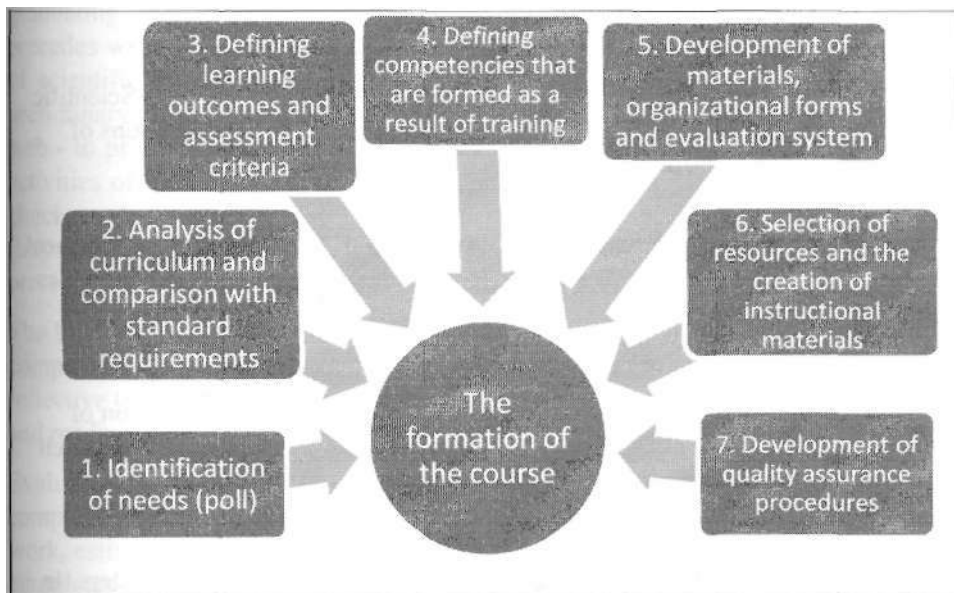 1. Identification
of needs (poll)
2. Analysis of
curriculum and
comparison with
standard
requirements
3. Defining
learning
outcomes and
assessment
criteria
4. Defining
competencies that
are formed as a
result of training
5. Development of
materials,
organizational forms
and evaluation system
6. Selection of
resources and the
creation of
instructional
materials
7. Development of
quality assurance
procedures
The
formation of
the course